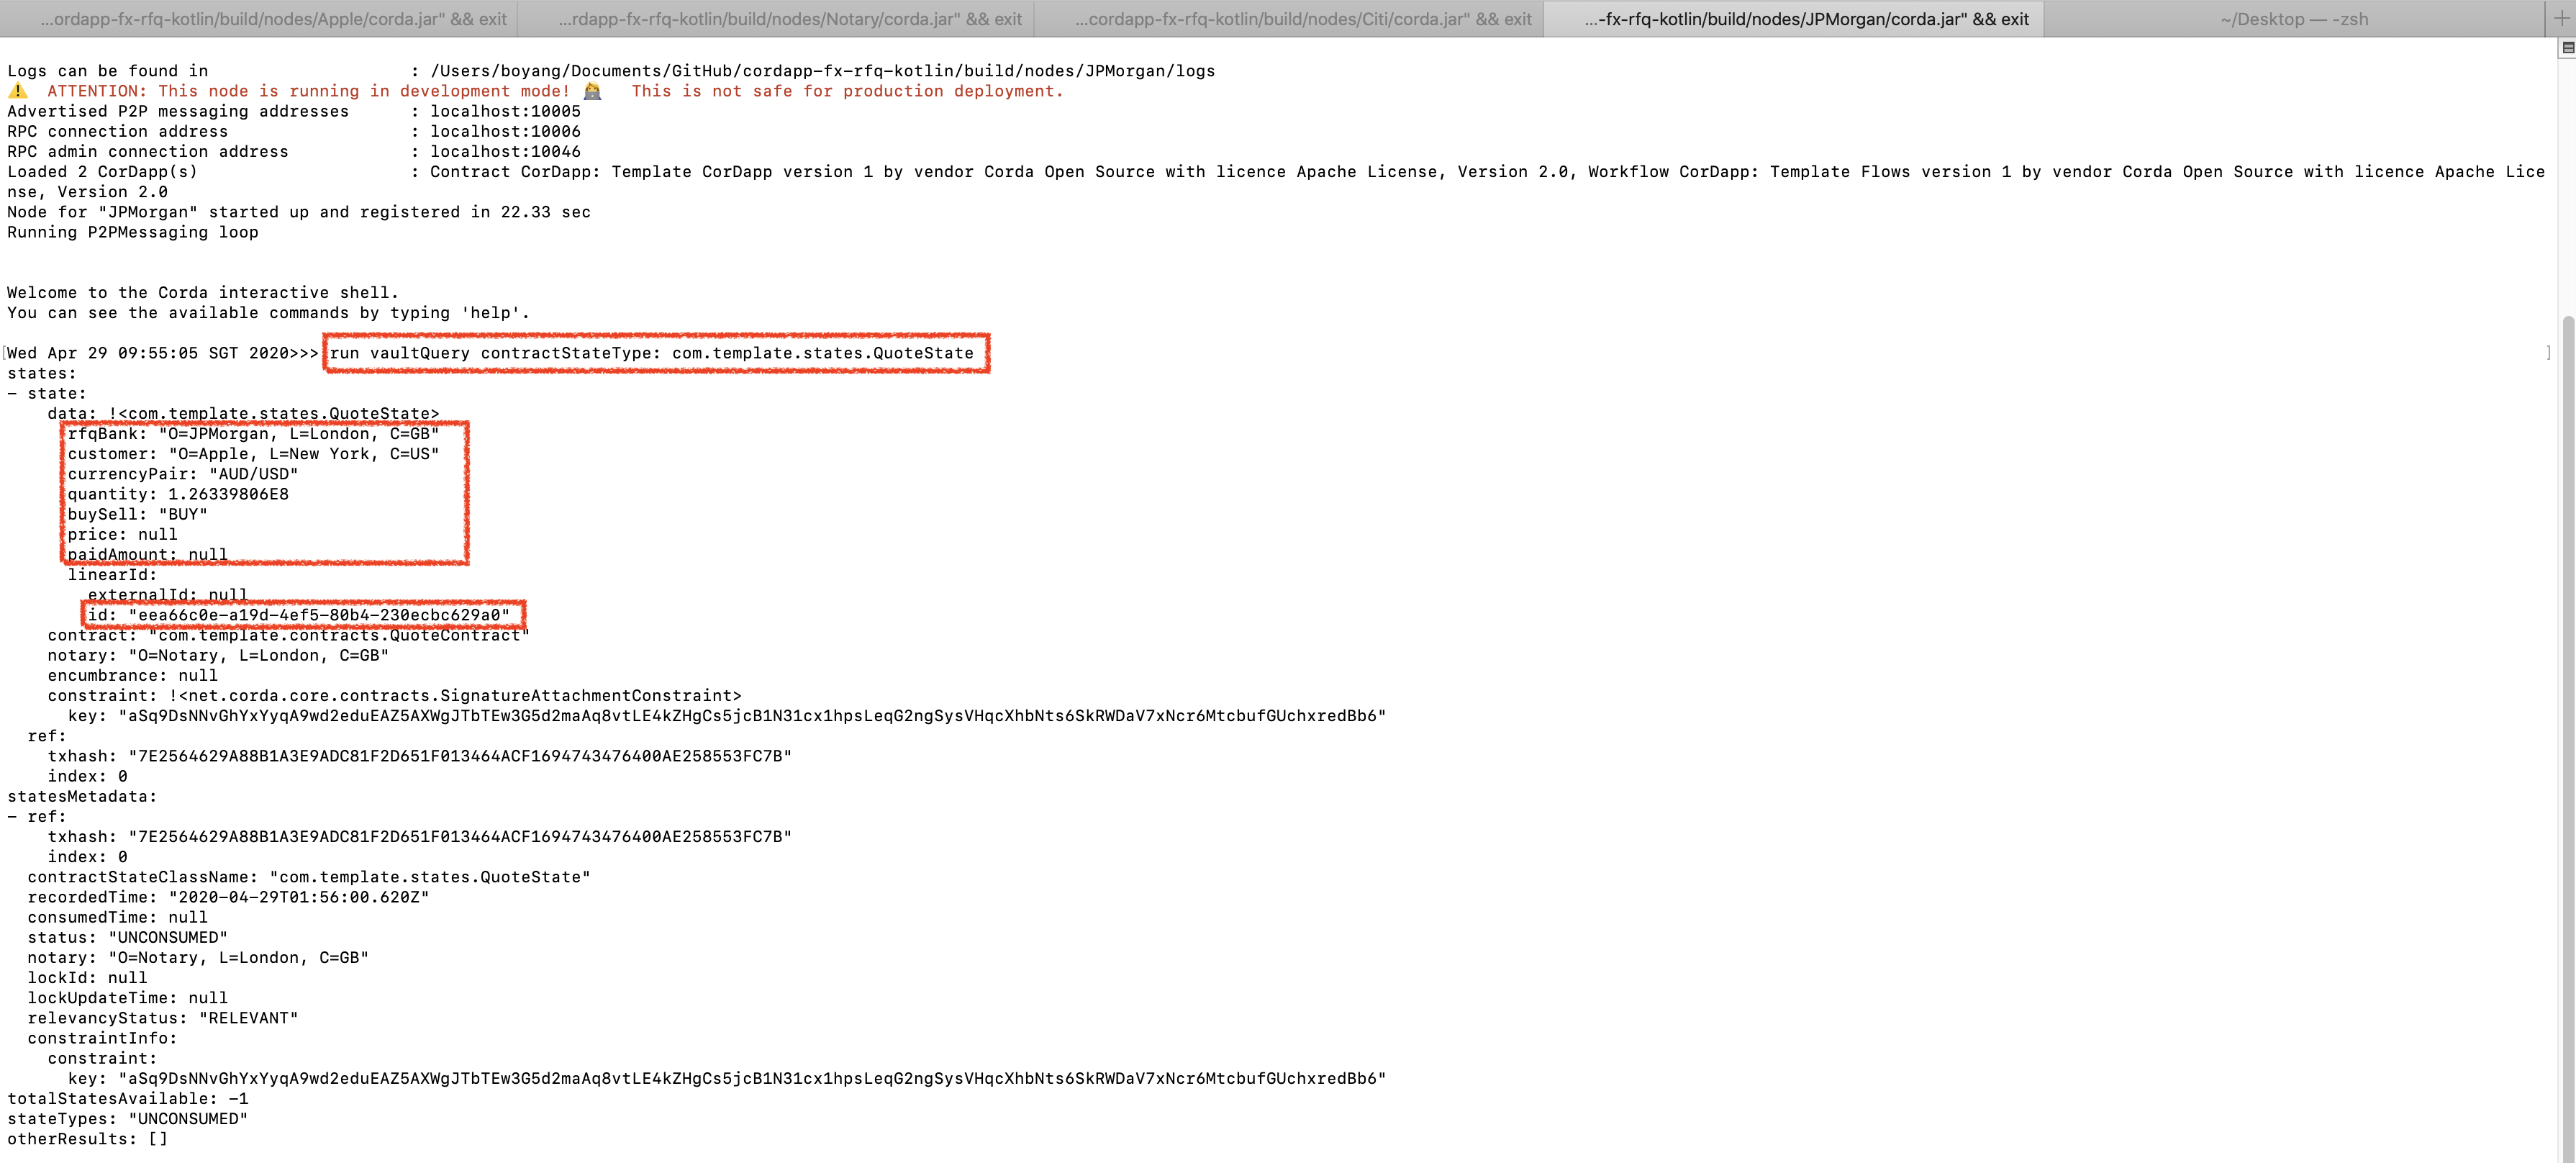 ...ordapp-fx-rfq-kotlin/build/nodes/Apple/corda.jar" && exit
...rdapp-fx-rfq-kotlin/build/nodes/Notary/corda.jar" && exit
...cordapp-fx-rfq-kotlin/build/nodes/Citi/corda.jar" && exit
...-fx-rfq-kotlin/build/nodes/JPMorgan/corda.jar" && exit
~/Desktop — -zsh
Logs can be found in : /Users/boyang/Documents/GitHub/cordapp-fx-rfq-kotlin/build/nodes/JPMorgan/logs
ATTENTION: This node is running in development mode! This is not safe for production deployment.
Advertised P2P messaging addresses : localhost:10005
RPC connection address : localhost:10006
RPC admin connection address : localhost:10046
Loaded 2 CorDapp(s) : Contract CorDapp: Template CorDapp version 1 by vendor Corda Open Source with licence Apache License, Version 2.0, Workflow CorDapp: Template Flows version 1 by vendor Corda Open Source with licence Apache Lice
nse, Version 2.0
Node for "JPMorgan" started up and registered in 22.33 sec
Running P2PMessaging loop
Welcome to the Corda interactive shell.
You can see the available commands by typing 'help'.
[Wed Apr 29 09:55:05 SGT 2020>>> run vaultQuery contractStateType: com.template.states.QuoteState ]
states:
- state:
data: !<com.template.states.QuoteState>
rfqBank: "O=JPMorgan, L=London, C=GB"
customer: "O=Apple, L=New York, C=US"
currencyPair: "AUD/USD"
quantity: 1.26339806E8
buySell: "BUY"
price: null
paidAmount: null
linearId:
externalId: null
id: "eea66c0e-a19d-4ef5-80b4-230ecbc629a0"
contract: "com.template.contracts.QuoteContract"
notary: "O=Notary, L=London, C=GB"
encumbrance: null
constraint: !<net.corda.core.contracts.SignatureAttachmentConstraint>
key: "aSq9DsNNvGhYxYyqA9wd2eduEAZ5AXWgJTbTEw3G5d2maAq8vtLE4kZHgCs5jcB1N31cx1hpsLeqG2ngSysVHqcXhbNts6SkRWDaV7xNcr6MtcbufGUchxredBb6"
ref:
txhash: "7E2564629A88B1A3E9ADC81F2D651F013464ACF1694743476400AE258553FC7B"
index: 0
statesMetadata:
- ref:
txhash: "7E2564629A88B1A3E9ADC81F2D651F013464ACF1694743476400AE258553FC7B"
index: 0
contractStateClassName: "com.template.states.QuoteState"
recordedTime: "2020-04-29T01:56:00.620Z"
consumedTime: null
status: "UNCONSUMED"
notary: "O=Notary, L=London, C=GB"
lockId: null
lockUpdateTime: null
relevancyStatus: "RELEVANT"
constraintInfo:
constraint:
key: "aSq9DsNNvGhYxYyqA9wd2eduEAZ5AXWgJTbTEw3G5d2maAq8vtLE4kZHgCs5jcB1N31cx1hpsLeqG2ngSysVHqcXhbNts6SkRWDaV7xNcr6MtcbufGUchxredBb6"
totalStatesAvailable: -1
stateTypes: "UNCONSUMED"
otherResults: []